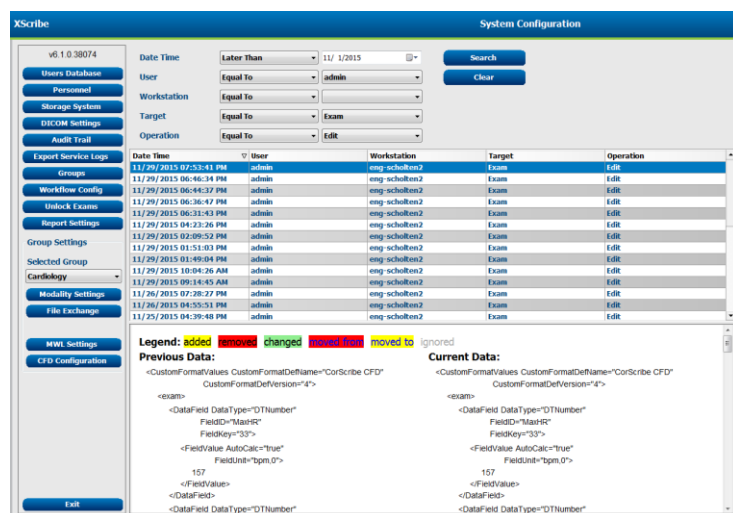 XScribe System Configuration
v6.1.0.38074
Users Database
Personnel
Storage System
DICOM Settings
Audit Trail
Export Service Logs
Groups
Workflow Config
Unlock Exams
Report Settings
Group Settings
Selected Group
Cardiology
Modality Settings
File Exchange
MWL Settings
CFD Configuration
Exit
Date Time Later Than 11/ 1/2015 Search
User Equal To admin Clear
Workstation Equal To
Target Equal To Exam
Operation Equal To Edit
Date Time User Workstation Target Operation
11/29/2015 07:53:41 PM admin eng-scholten2 Exam Edit
11/29/2015 06:46:34 PM admin eng-scholten2 Exam Edit
11/29/2015 06:44:37 PM admin eng-scholten2 Exam Edit
11/29/2015 06:36:47 PM admin eng-scholten2 Exam Edit
11/29/2015 06:31:43 PM admin eng-scholten2 Exam Edit
11/29/2015 04:23:26 PM admin eng-scholten2 Exam Edit
11/29/2015 02:09:52 PM admin eng-scholten2 Exam Edit
11/29/2015 01:51:03 PM admin eng-scholten2 Exam Edit
11/29/2015 01:49:04 PM admin eng-scholten2 Exam Edit
11/29/2015 10:04:26 AM admin eng-scholten2 Exam Edit
11/29/2015 09:14:45 AM admin eng-scholten2 Exam Edit
11/26/2015 07:28:27 PM admin eng-scholten2 Exam Edit
11/26/2015 04:55:51 PM admin eng-scholten2 Exam Edit
11/25/2015 04:39:48 PM admin eng-scholten2 Exam Edit
Legend: added removed changed moved from moved to ignored
Previous Data: Current Data:
<CustomFormatValues CustomFormatDefName="CorScribe CFD" <CustomFormatValues CustomFormatDefName="CorScribe CFD"
CustomFormatDefVersion="4"> CustomFormatDefVersion="4">
<exam> <exam>
<DataField DataType="DTNumber" <DataField DataType="DTNumber"
FieldID="MaxHR" FieldID="MaxHR"
FieldKey="33"> FieldKey="33">
<FieldValue AutoCalc="true" <FieldValue AutoCalc="true"
FieldUnit="bpm,0"> FieldUnit="bpm,0">
157 157
</FieldValue> </FieldValue>
</DataField> </DataField>
<DataField DataType="DTNumber" <DataField DataType="DTNumber"